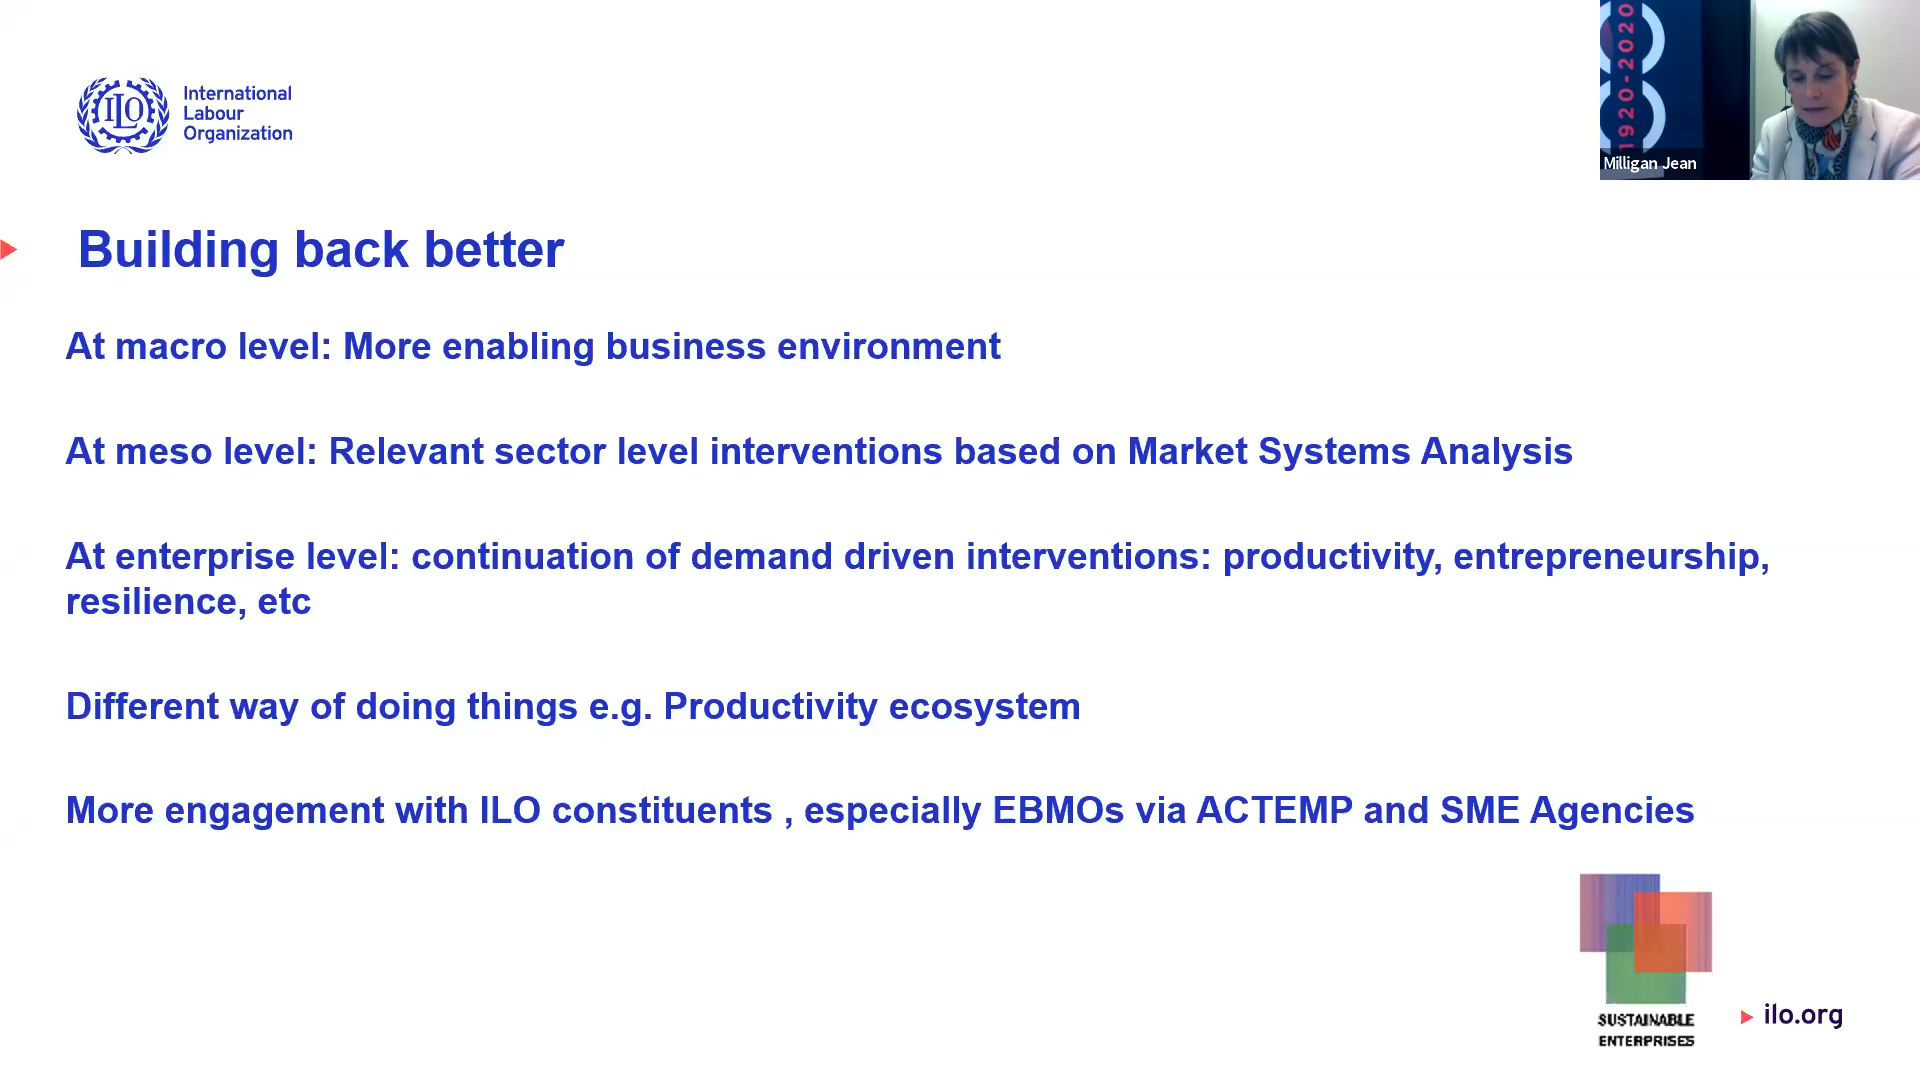 International
Labour
Organization
ILO
1920-2020
Milligan Jean
Building back better
At macro level: More enabling business environment
At meso level: Relevant sector level interventions based on Market Systems Analysis
At enterprise level: continuation of demand driven interventions: productivity, entrepreneurship,
resilience, etc
Different way of doing things e.g. Productivity ecosystem
More engagement with ILO constituents , especially EBMOs via ACTEMP and SME Agencies
SUSTAINABLE
ENTERPRISES
ilo.org